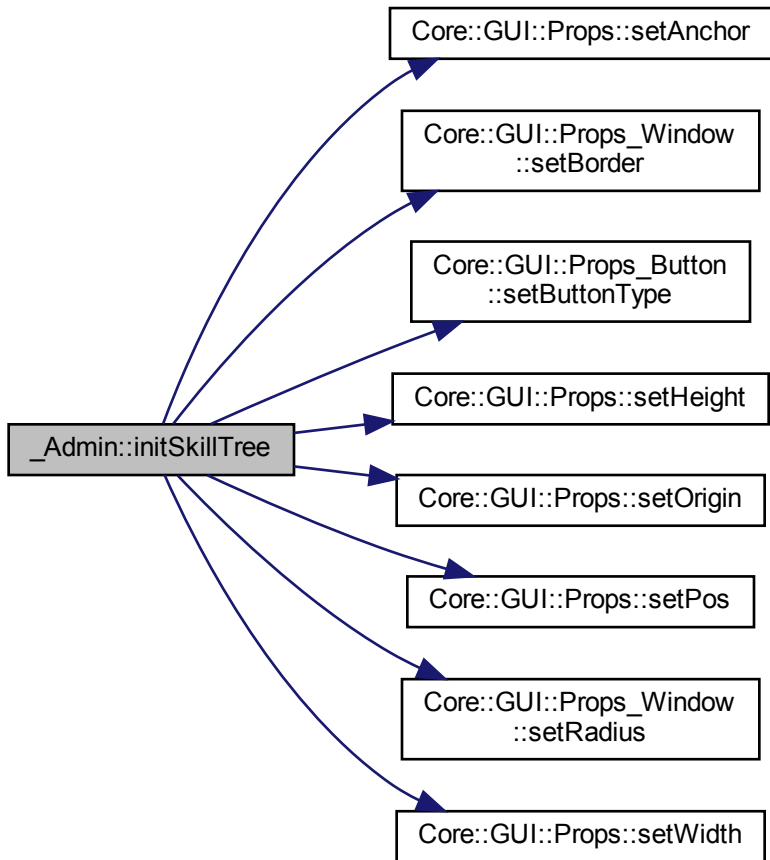 Core::GUI::Props::setAnchor
Core::GUI::Props_Window
::setBorder
Core::GUI::Props_Button
::setButtonType
Core::GUI::Props::setHeight
_Admin::initSkillTree
Core::GUI::Props::setOrigin
Core::GUI::Props::setPos
Core::GUI::Props_Window
::setRadius
Core::GUI::Props::setWidth